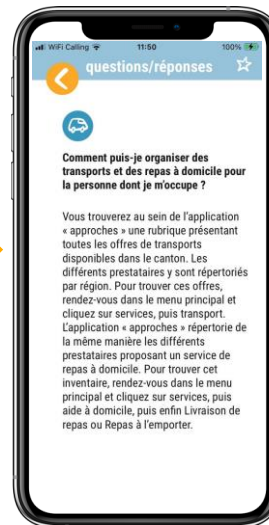 WiFi Calling 11:50 100%
questions/réponses
Comment puis-je organiser des
transports et des repas à domicile pour
la personne dont je m'occupe ?
Vous trouverez au sein de l'application
« approches » une rubrique présentant
toutes les offres de transports
disponibles dans le canton. Les
différents prestataires y sont répertoriés
par région. Pour trouver ces offres,
rendez-vous dans le menu principal et
cliquez sur services, puis transport.
L'application « approches » répertorie de
la même manière les différents
prestataires proposant un service de
repas à domicile. Pour trouver cet
inventaire, rendez-vous dans le menu
principal et cliquez sur services, puis
aide à domicile, puis enfin Livraison de
repas ou Repas à l'emporter.